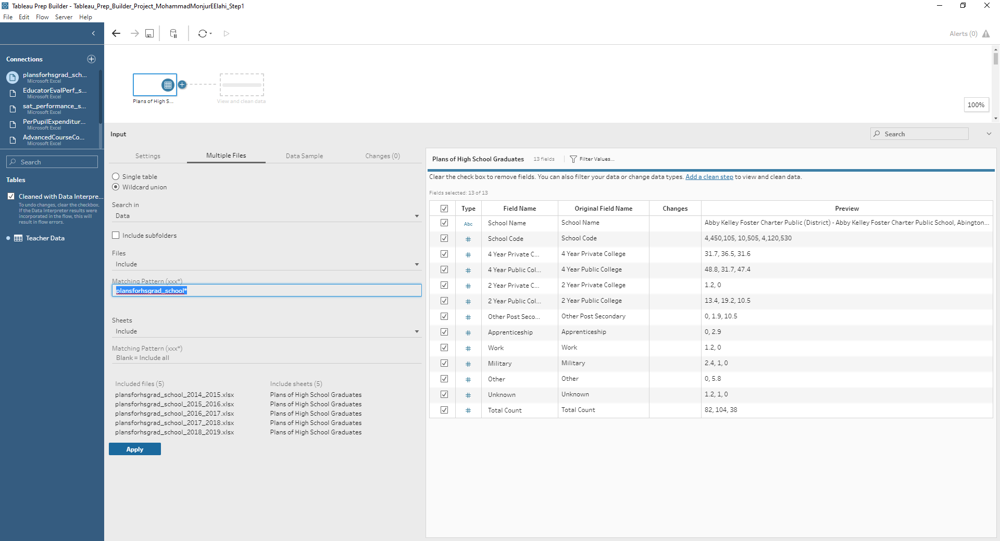 Tableau Prep Builder - Tableau_Prep_Builder_Project_MohammadMonjurEElahi_Step1
File Edit Flow Server Help
Alerts (0)
Connections
plansforhsgrad_sch...
Microsoft Excel
EducatorEvalPerf_s...
Microsoft Excel
sat_performance_s...
Microsoft Excel
PerPupilExpenditur...
Microsoft Excel
AdvancedCourseCo...
Microsoft Excel
Search
Tables
Cleaned with Data Interpre...
To undo changes, clear the checkbox.
If the Data Interpreter results were
incorporated in the flow, this will
result in flow errors.
Teacher Data
Plans of High S...
View and clean data
100%
Input
Search
Settings Multiple Files Data Sample Changes (0)
Single table
Wildcard union
Search in
Data
Include subfolders
Files
Include
Matching Pattern (xxx*)
plansforhsgrad_school*
Sheets
Include
Matching Pattern (xxx*)
Blank = Include all
Included files (5) Include sheets (5)
plansforhsgrad_school_2014_2015.xlsx Plans of High School Graduates
plansforhsgrad_school_2015_2016.xlsx Plans of High School Graduates
plansforhsgrad_school_2016_2017.xlsx Plans of High School Graduates
plansforhsgrad_school_2017_2018.xlsx Plans of High School Graduates
plansforhsgrad_school_2018_2019.xlsx Plans of High School Graduates
Apply
Plans of High School Graduates 13 fields Filter Values...
Clear the check box to remove fields. You can also filter your data or change data types. Add a clean step to view and clean data.
Fields selected: 13 of 13
Type Field Name Original Field Name Changes Preview
Abc School Name School Name Abby Kelley Foster Charter Public (District) - Abby Kelley Foster Charter Public School, Abington...
# School Code School Code 4,450,105, 10,505, 4,120,530
# 4 Year Private C... 4 Year Private College 31.7, 36.5, 31.6
# 4 Year Public Col... 4 Year Public College 48.8, 31.7, 47.4
# 2 Year Private C... 2 Year Private College 1.2, 0
# 2 Year Public Col... 2 Year Public College 13.4, 19.2, 10.5
# Other Post Seco... Other Post Secondary 0, 1.9, 10.5
# Apprenticeship Apprenticeship 0, 2.9
# Work Work 1.2, 0
# Military Military 2.4, 1, 0
# Other Other 0, 5.8
# Unknown Unknown 1.2, 1, 0
# Total Count Total Count 82, 104, 38